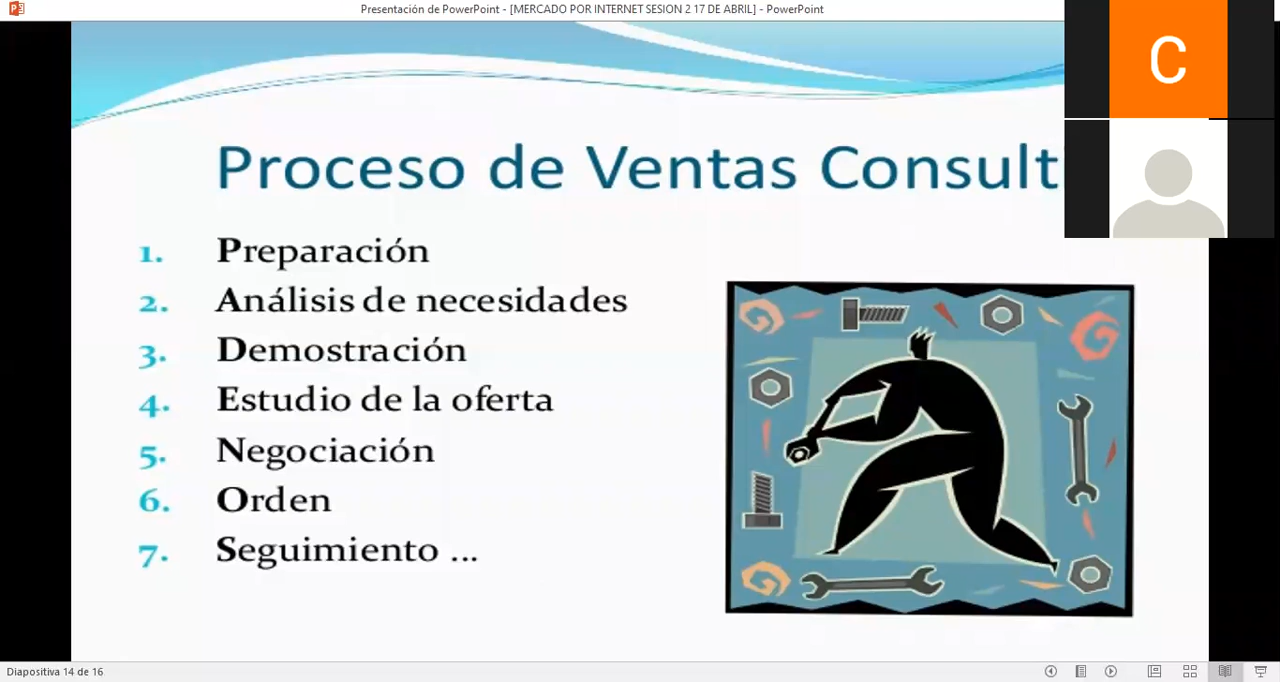 Presentación de PowerPoint - [MERCADO POR INTERNET SESION 2 17 DE ABRIL] - PowerPoint
C
Proceso de Ventas Consult
1. Preparación
2. Análisis de necesidades
3. Demostración
4. Estudio de la oferta
5. Negociación
6. Orden
7. Seguimiento ...
Diapositiva 14 de 16